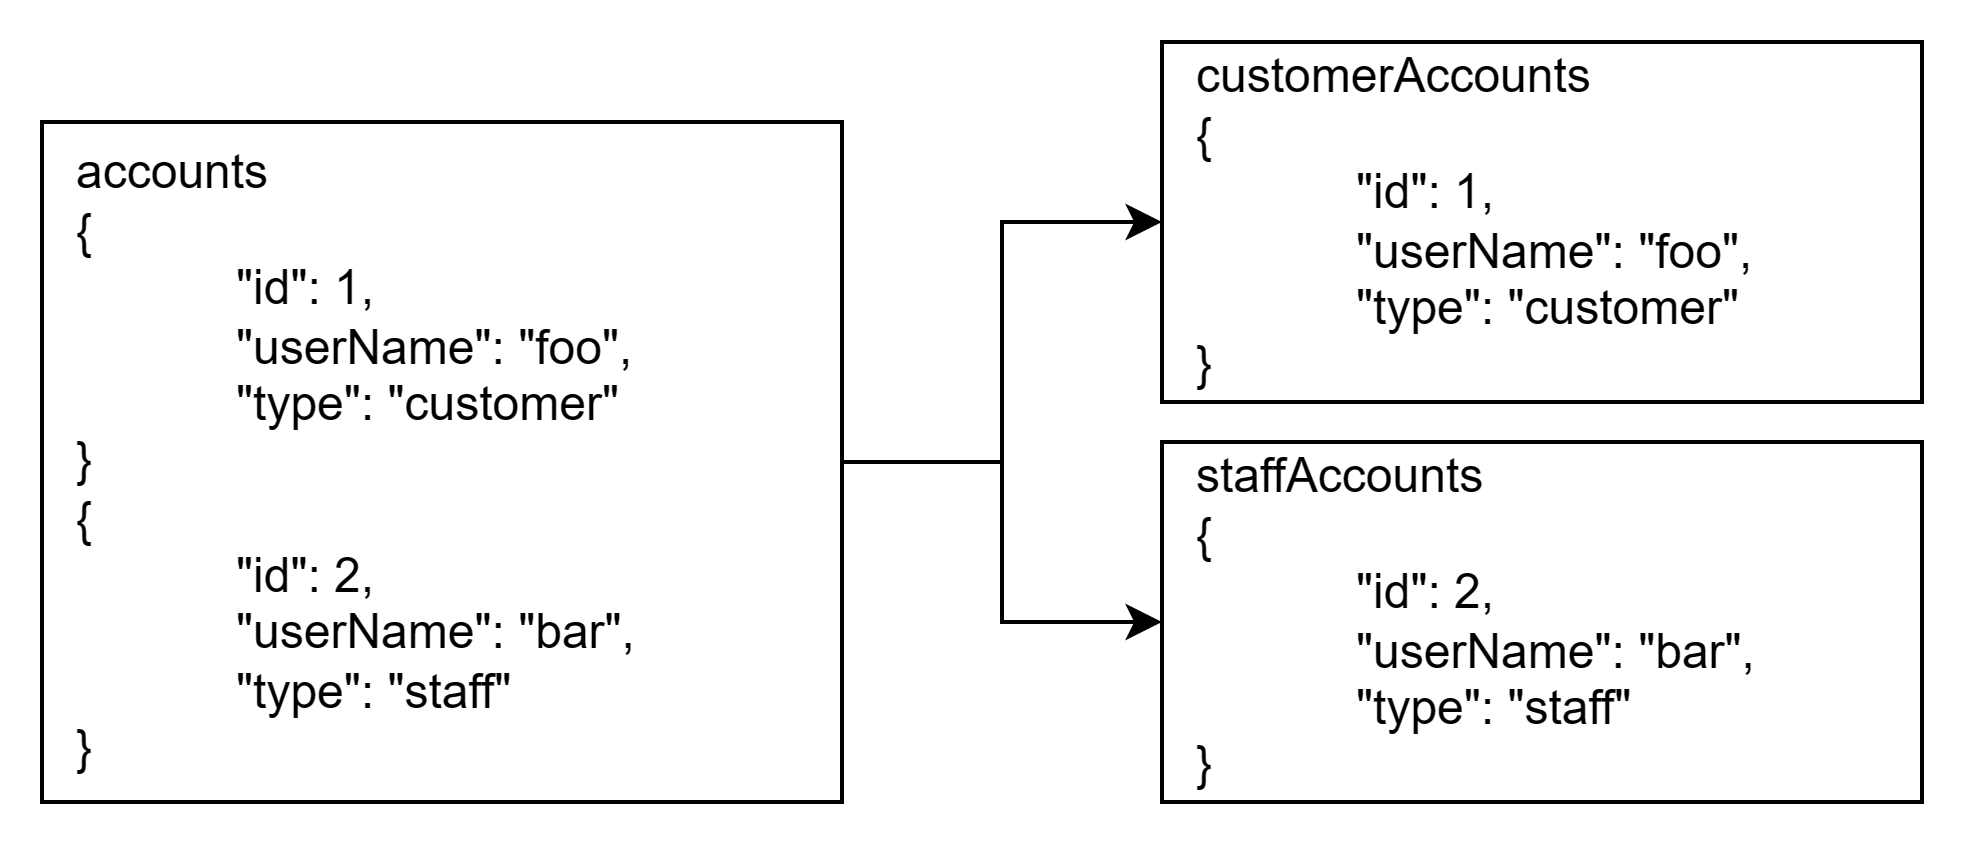 accounts
{
"id": 1,
"userName": "foo",
"type": "customer"
}
{
"id": 2,
"userName": "bar",
"type": "staff"
}
customerAccounts
{
"id": 1,
"userName": "foo",
"type": "customer"
}
staffAccounts
{
"id": 2,
"userName": "bar",
"type": "staff"
}